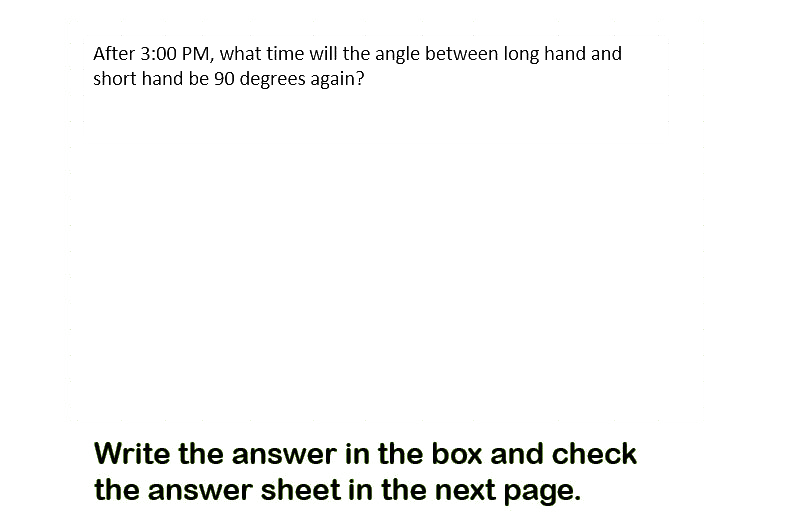 After 3:00 PM, what time will the angle between long hand and
short hand be 90 degrees again?
Write the answer in the box and check
the answer sheet in the next page.